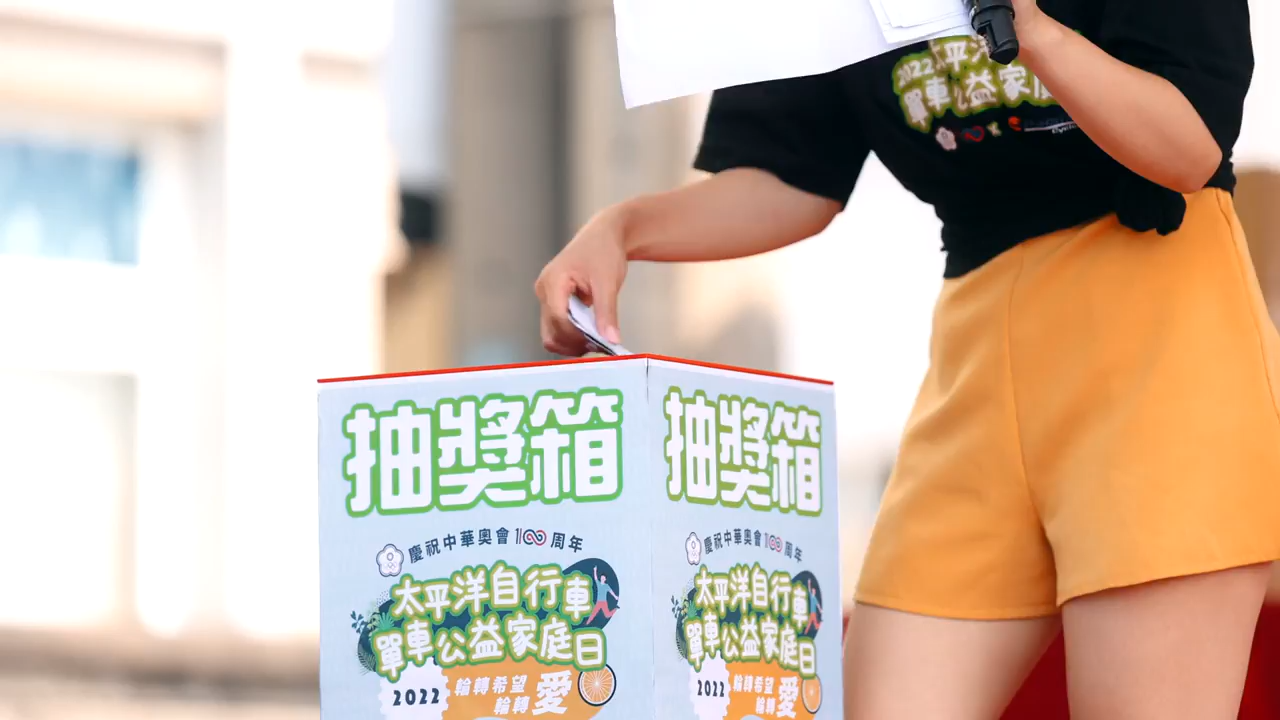 2022太平洋
單車公益家庭
抽獎箱
慶祝中華奧會100周年
太平洋自行車
單車公益家庭日
2022
輪轉希望
輪轉愛
抽獎箱
慶祝中華奧會100周年
太平洋自行車
單車公益家庭日
2022
輪轉希望
輪轉愛